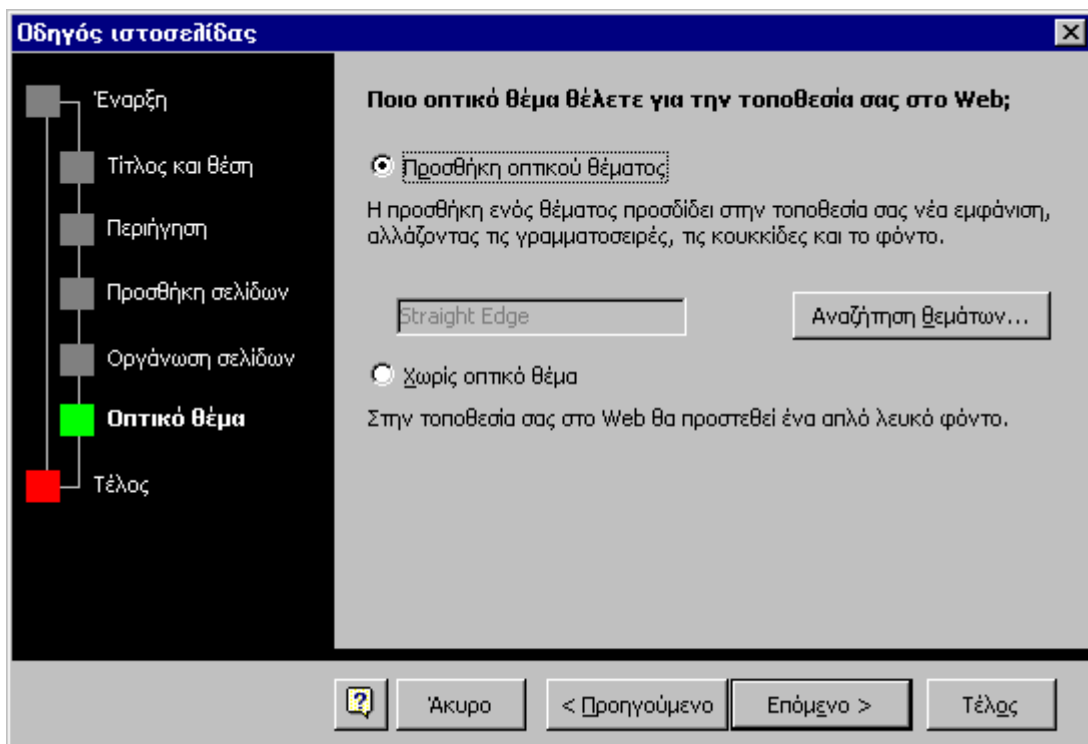 Οδηγός ιστοσελίδας
Έναρξη
Τίτλος και θέση
Περιήγηση
Προσθήκη σελίδων
Οργάνωση σελίδων
Οπτικό θέμα
Τέλος
Ποιο οπτικό θέμα θέλετε για την τοποθεσία σας στο Web;
Προσθήκη οπτικού θέματος
Η προσθήκη ενός θέματος προσδίδει στην τοποθεσία σας νέα εμφάνιση,
αλλάζοντας τις γραμματοσειρές, τις κουκκίδες και το φόντο.
Straight Edge
Αναζήτηση θεμάτων...
Χωρίς οπτικό θέμα
Στην τοποθεσία σας στο Web θα προστεθεί ένα απλό λευκό φόντο.
?
Άκυρο
< Προηγούμενο
Επόμενο >
Τέλος